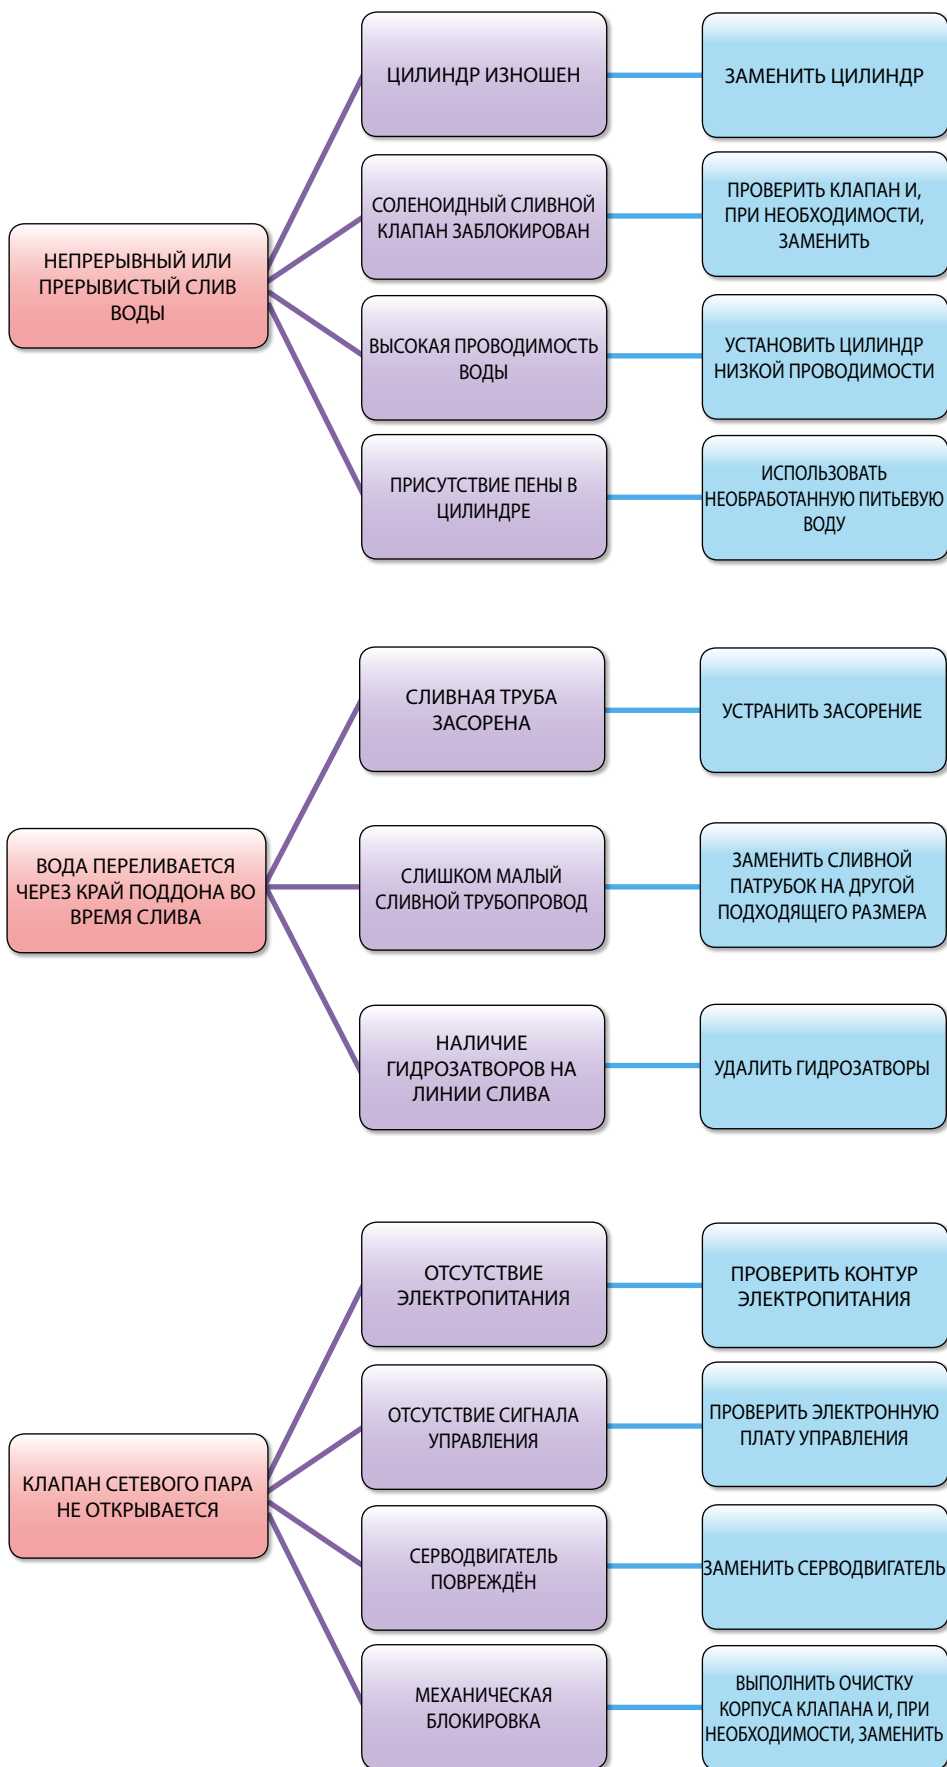 ЦИЛИНДР ИЗНОШЕН
ЗАМЕНИТЬ ЦИЛИНДР
СОЛЕНОИДНЫЙ СЛИВНОЙ
КЛАПАН ЗАБЛОКИРОВАН
ПРОВЕРИТЬ КЛАПАН И,
ПРИ НЕОБХОДИМОСТИ,
ЗАМЕНИТЬ
НЕПРЕРЫВНЫЙ ИЛИ
ПРЕРЫВИСТЫЙ СЛИВ
ВОДЫ
ВЫСОКАЯ ПРОВОДИМОСТЬ
ВОДЫ
УСТАНОВИТЬ ЦИЛИНДР
НИЗКОЙ ПРОВОДИМОСТИ
ПРИСУТСТВИЕ ПЕНЫ В
ЦИЛИНДРЕ
ИСПОЛЬЗОВАТЬ
НЕОБРАБОТАННУЮ ПИТЬЕВУЮ
ВОДУ
СЛИВНАЯ ТРУБА
ЗАСОРЕНА
УСТРАНИТЬ ЗАСОРЕНИЕ
ВОДА ПЕРЕЛИВАЕТСЯ
ЧЕРЕЗ КРАЙ ПОДДОНА ВО
ВРЕМЯ СЛИВА
СЛИШКОМ МАЛЫЙ
СЛИВНОЙ ТРУБОПРОВОД
ЗАМЕНИТЬ СЛИВНОЙ
ПАТРУБОК НА ДРУГОЙ
ПОДХОДЯЩЕГО РАЗМЕРА
НАЛИЧИЕ
ГИДРОЗАТВОРОВ НА
ЛИНИИ СЛИВА
УДАЛИТЬ ГИДРОЗАТВОРЫ
ОТСУТСТВИЕ
ЭЛЕКТРОПИТАНИЯ
ПРОВЕРИТЬ КОНТУР
ЭЛЕКТРОПИТАНИЯ
ОТСУТСТВИЕ СИГНАЛА
УПРАВЛЕНИЯ
ПРОВЕРИТЬ ЭЛЕКТРОННУЮ
ПЛАТУ УПРАВЛЕНИЯ
КЛАПАН СЕТЕВОГО ПАРА
НЕ ОТКРЫВАЕТСЯ
СЕРВОДВИГАТЕЛЬ
ПОВРЕЖДЁН
ЗАМЕНИТЬ СЕРВОДВИГАТЕЛЬ
МЕХАНИЧЕСКАЯ
БЛОКИРОВКА
ВЫПОЛНИТЬ ОЧИСТКУ
КОРПУСА КЛАПАНА И, ПРИ
НЕОБХОДИМОСТИ, ЗАМЕНИТЬ